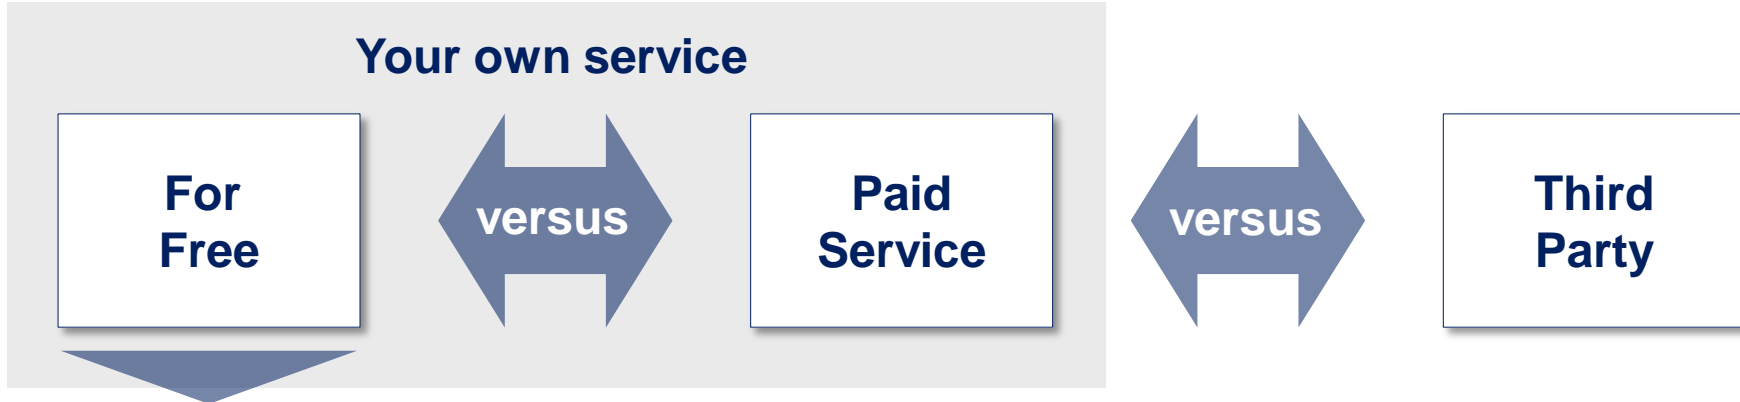 Your own service
For
Free
versus
Paid
Service
versus
Third
Party